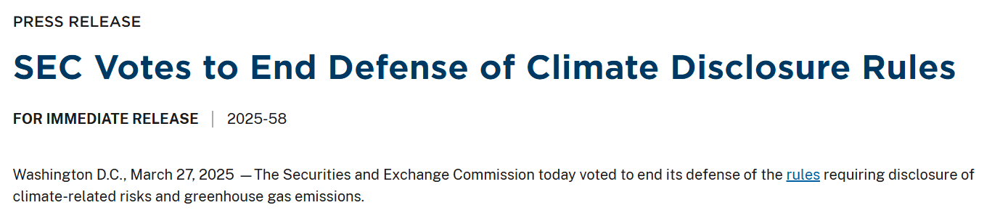 PRESS RELEASE
SEC Votes to End Defense of Climate Disclosure Rules
FOR IMMEDIATE RELEASE | 2025-58
Washington D.C., March 27, 2025 —The Securities and Exchange Commission today voted to end its defense of the rules requiring disclosure of
climate-related risks and greenhouse gas emissions.